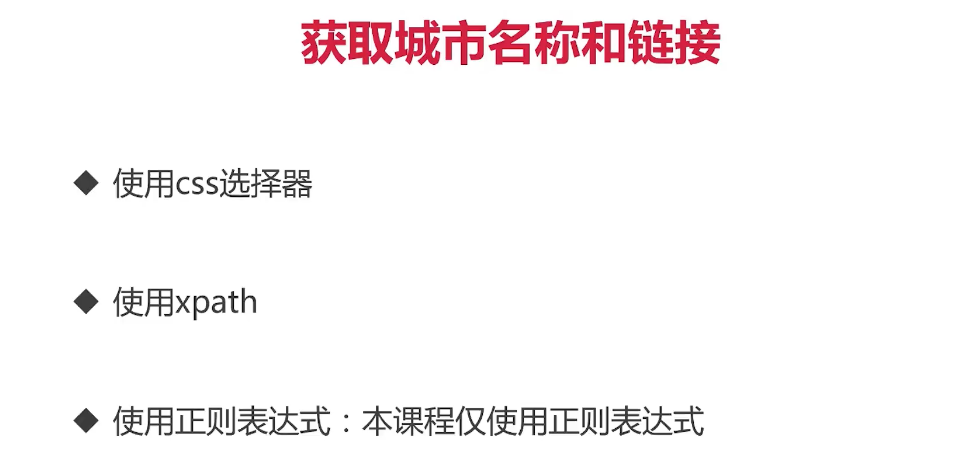 获取城市名称和链接
◆ 使用css选择器
◆ 使用xpath
◆ 使用正则表达式：本课程仅使用正则表达式